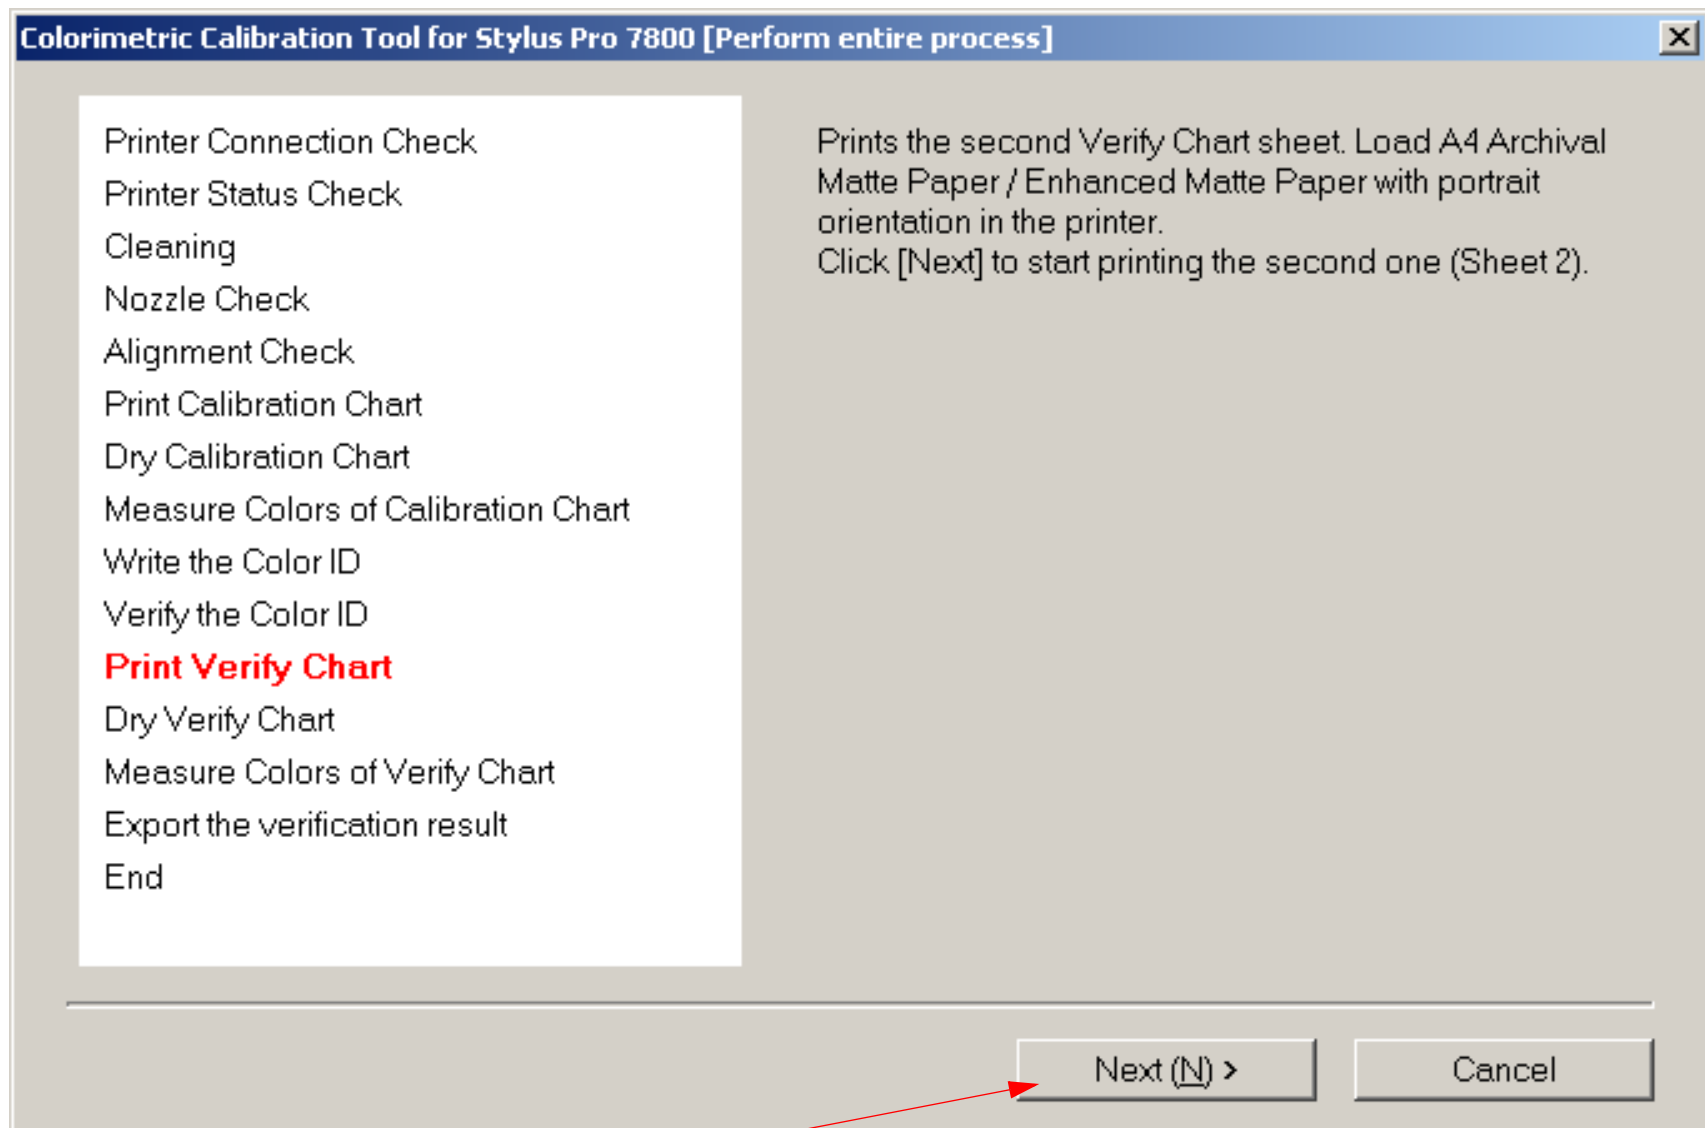 Colorimetric Calibration Tool for Stylus Pro 7800 [Perform entire process]
Printer Connection Check
Printer Status Check
Cleaning
Nozzle Check
Alignment Check
Print Calibration Chart
Dry Calibration Chart
Measure Colors of Calibration Chart
Write the Color ID
Verify the Color ID
Print Verify Chart
Dry Verify Chart
Measure Colors of Verify Chart
Export the verification result
End
Prints the second Verify Chart sheet. Load A4 Archival
Matte Paper / Enhanced Matte Paper with portrait
orientation in the printer.
Click [Next] to start printing the second one (Sheet 2).
Next (N) >
Cancel